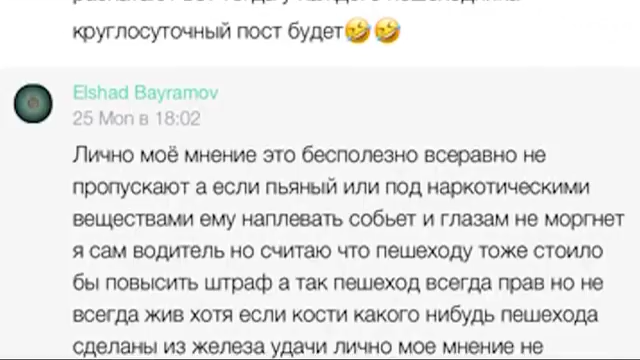 круглосуточный пост будет🤣🤣
Elshad Bayramov
25 Mon в 18:02
Лично моё мнение это бесполезно всеравно не
пропускают а если пьяный или под наркотическими
веществами ему наплевать собьет и глазам не моргнет
я сам водитель но считаю что пешеходу тоже стоило
бы повысить штраф а так пешеход всегда прав но не
всегда жив хотя если кости какого нибудь пешехода
сделаны из железа удачи лично мое мнение не